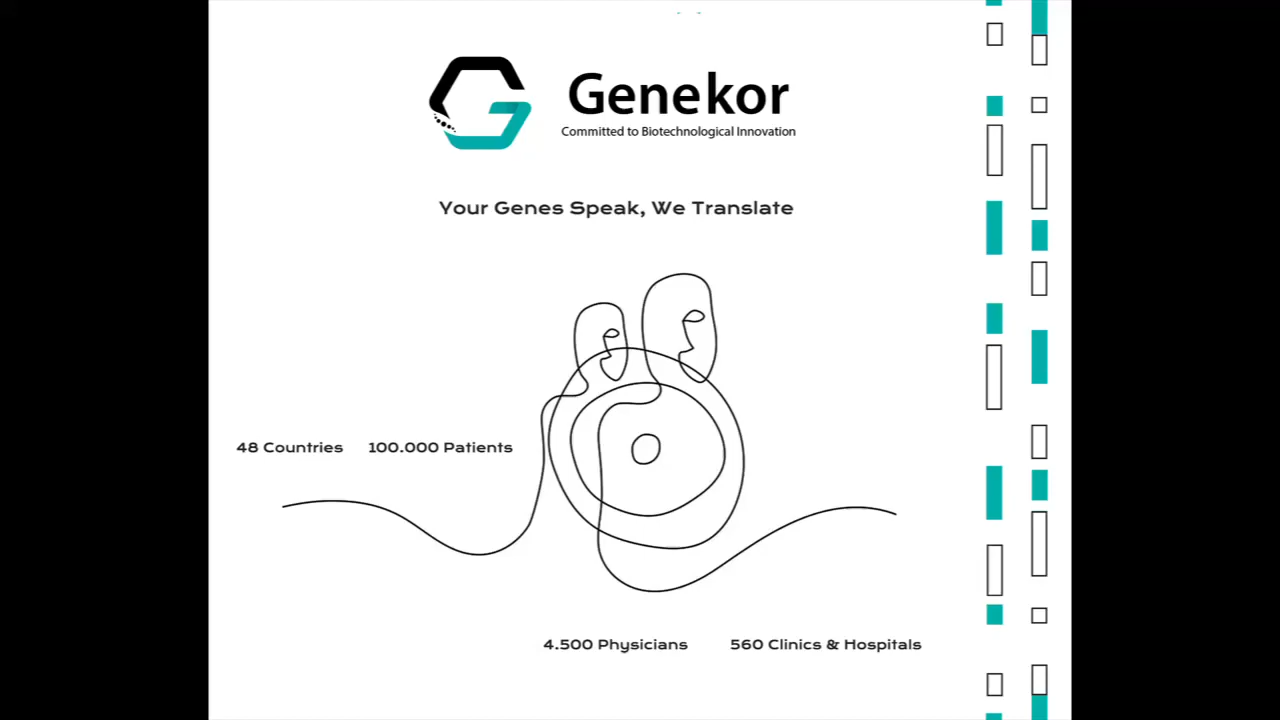 Genekor
Committed to Biotechnological Innovation
Your Genes Speak, We Translate
48 Countries 100.000 Patients
4.500 Physicians 560 Clinics & Hospitals